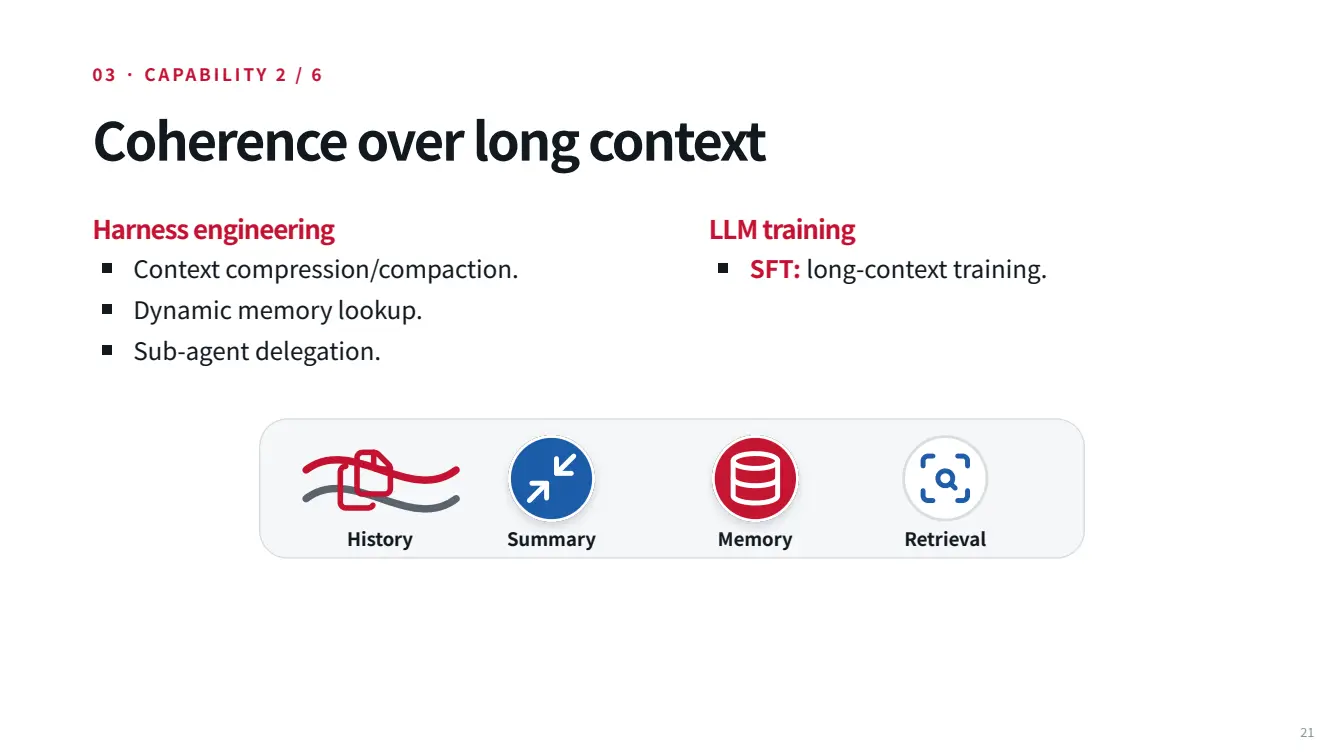 03 · CAPABILITY 2 / 6
Coherence over long context
Harness engineering
Context compression/compaction.
Dynamic memory lookup.
Sub-agent delegation.
LLM training
SFT: long-context training.
History
Summary
Memory
Retrieval
21